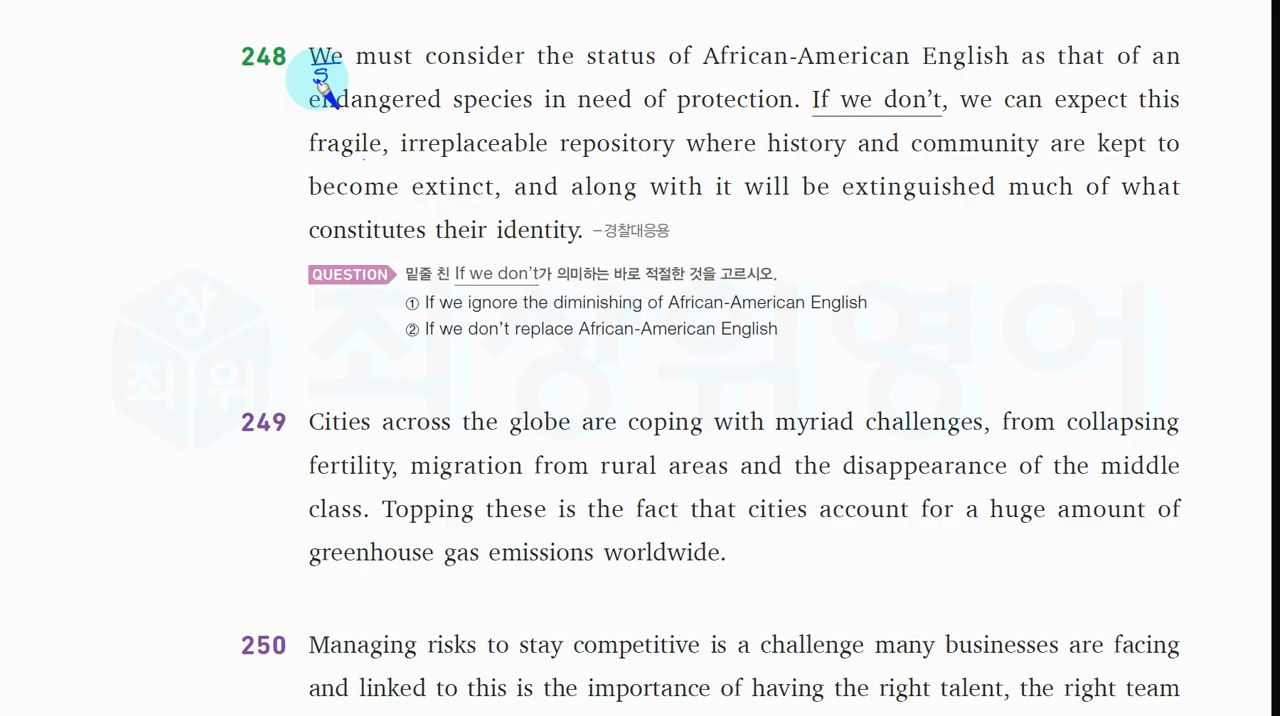 248 We must consider the status of African-American English as that of an
S
endangered species in need of protection. If we don't, we can expect this
fragile, irreplaceable repository where history and community are kept to
become extinct, and along with it will be extinguished much of what
constitutes their identity. –경찰대응용
QUESTION 밑줄 친 If we don't가 의미하는 바로 적절한 것을 고르시오.
① If we ignore the diminishing of African-American English
② If we don't replace African-American English
상
최 위 최상위영어
249 Cities across the globe are coping with myriad challenges, from collapsing
fertility, migration from rural areas and the disappearance of the middle
class. Topping these is the fact that cities account for a huge amount of
greenhouse gas emissions worldwide.
250 Managing risks to stay competitive is a challenge many businesses are facing
and linked to this is the importance of having the right talent, the right team